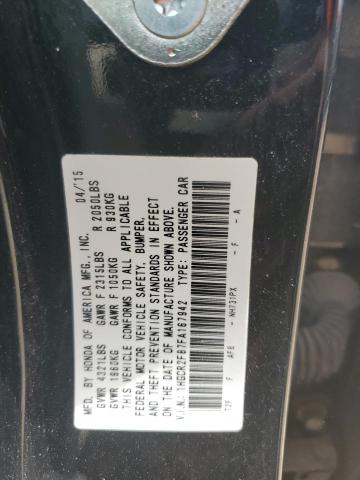 MFD. BY HONDA OF AMERICA MFG., INC. 04/'15
GVWR 4321LBS GAWR F 2315LBS R 2050LBS
GVWR 1960KG GAWR F 1050KG R 930KG
THIS VEHICLE CONFORMS TO ALL APPLICABLE
FEDERAL MOTOR VEHICLE SAFETY, BUMPER,
AND THEFT PREVENTION STANDARDS IN EFFECT
ON THE DATE OF MANUFACTURE SHOWN ABOVE.
V.I.N.: 1HGCR2F87FA167942 TYPE: PASSENGER CAR
T2F F AF8 - NH731PX - F - A